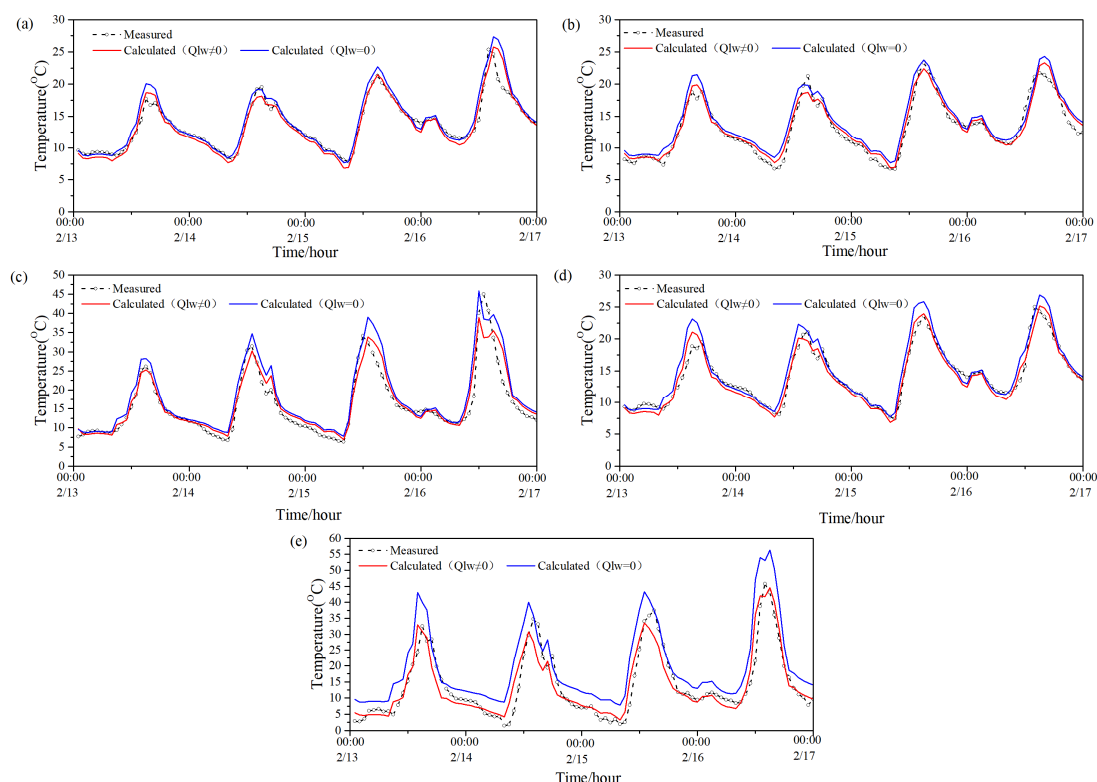 (a)
30
25
20
15
10
5
0
Temperature(°C)
Measured
Calculated（Qlw≠0）
Calculated（Qlw=0）
00:00 00:00 00:00 00:00 00:00
2/13 2/14 2/15 2/16 2/17
Time/hour
(b)
30
25
20
15
10
5
0
Temperature(°C)
Measured
Calculated（Qlw≠0）
Calculated（Qlw=0）
00:00 00:00 00:00 00:00 00:00
2/13 2/14 2/15 2/16 2/17
Time/hour
(c)
50
45
40
35
30
25
20
15
10
5
0
Temperature(°C)
Measured
Calculated（Qlw≠0）
Calculated（Qlw=0）
00:00 00:00 00:00 00:00 00:00
2/13 2/14 2/15 2/16 2/17
Time/hour
(d)
30
25
20
15
10
5
0
Temperature(°C)
Measured
Calculated（Qlw≠0）
Calculated（Qlw=0）
00:00 00:00 00:00 00:00 00:00
2/13 2/14 2/15 2/16 2/17
Time/hour
(e)
60
55
50
45
40
35
30
25
20
15
10
5
0
Temperature(°C)
Measured
Calculated（Qlw≠0）
Calculated（Qlw=0）
00:00 00:00 00:00 00:00 00:00
2/13 2/14 2/15 2/16 2/17
Time/hour